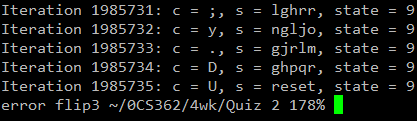 Iteration 1985731: c = ;, s = lghrr, state = 9
Iteration 1985732: c = y, s = ngljo, state = 9
Iteration 1985733: c = ., s = gjrlm, state = 9
Iteration 1985734: c = D, s = ghpqr, state = 9
Iteration 1985735: c = U, s = reset, state = 9
error flip3 ~/0CS362/4wk/Quiz 2 178%